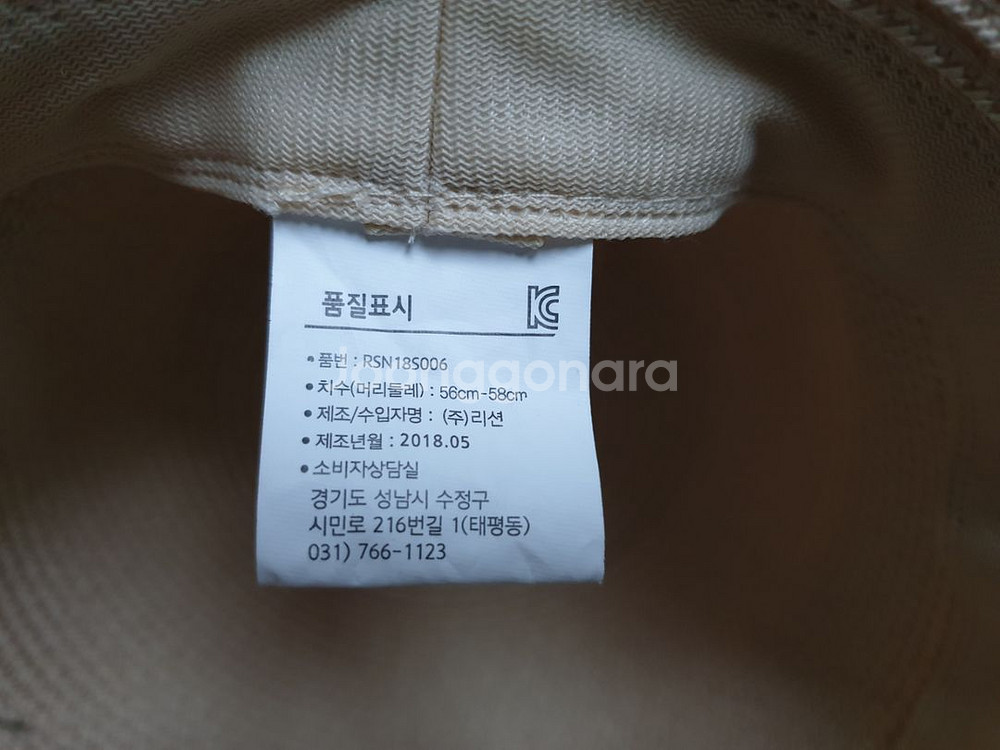 품질표시 KC
• 품번 : RSN18S006
• 치수(머리둘레) : 56cm-58cm
• 제조/수입자명 : (주)리션
• 제조년월 : 2018.05
• 소비자상담실
경기도 성남시 수정구
시민로 216번길 1(태평동)
031) 766-1123
joonggonara